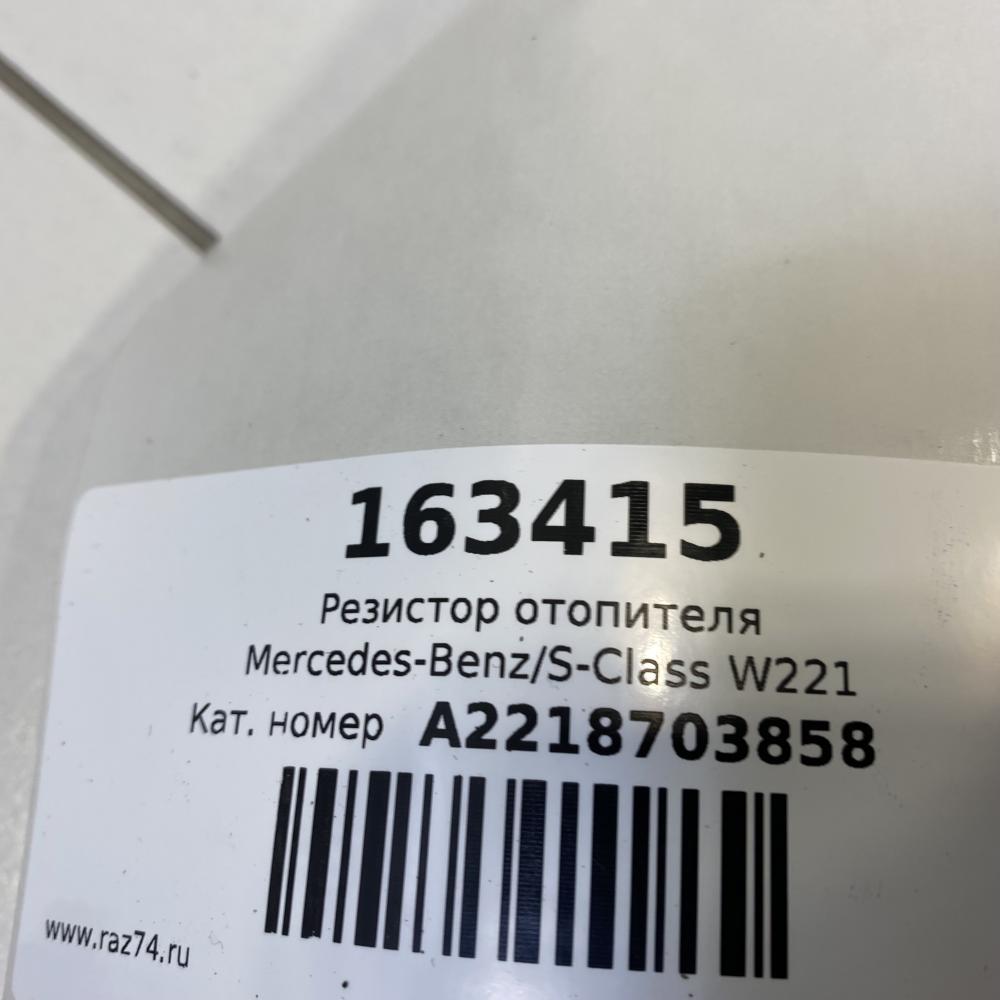 163415
Резистор отопителя
Mercedes-Benz/S-Class W221
Кат. номер A2218703858
www.raz74.ru